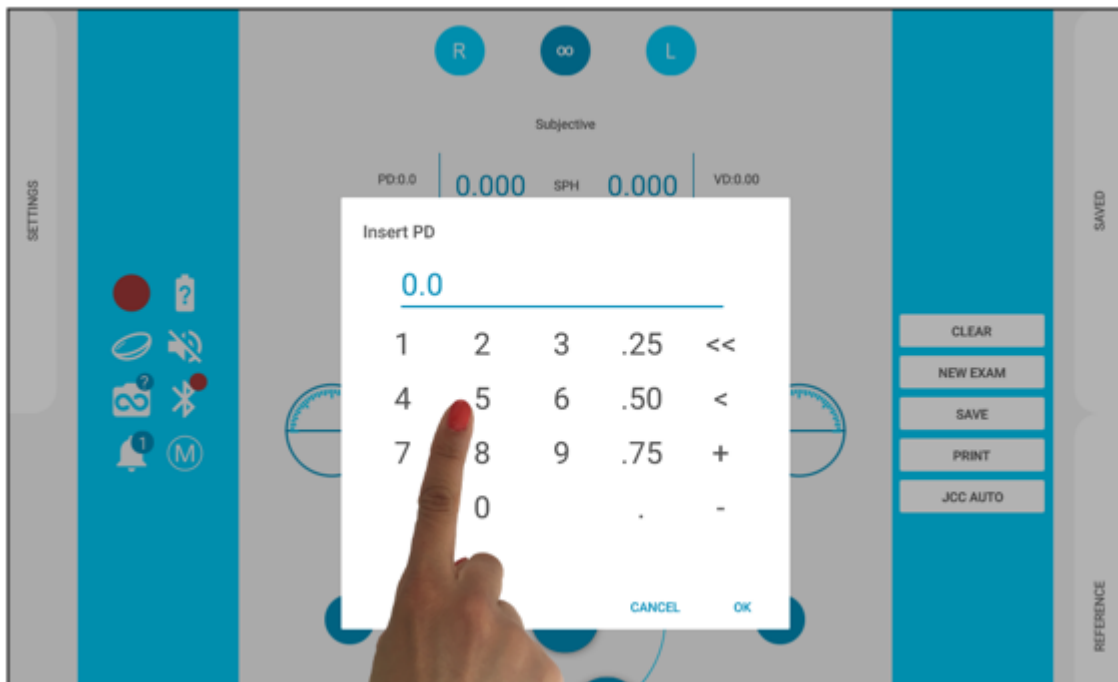 R ∞ L
Subjective
PD:0.0 0.000 SPH 0.000 VD:0.00
SETTINGS
SAVED
Insert PD
0.0
1 2 3 .25 <<
4 5 6 .50 <
7 8 9 .75 +
0 . -
CANCEL OK
?
?
1
M
CLEAR
NEW EXAM
SAVE
PRINT
JCC AUTO
REFERENCE